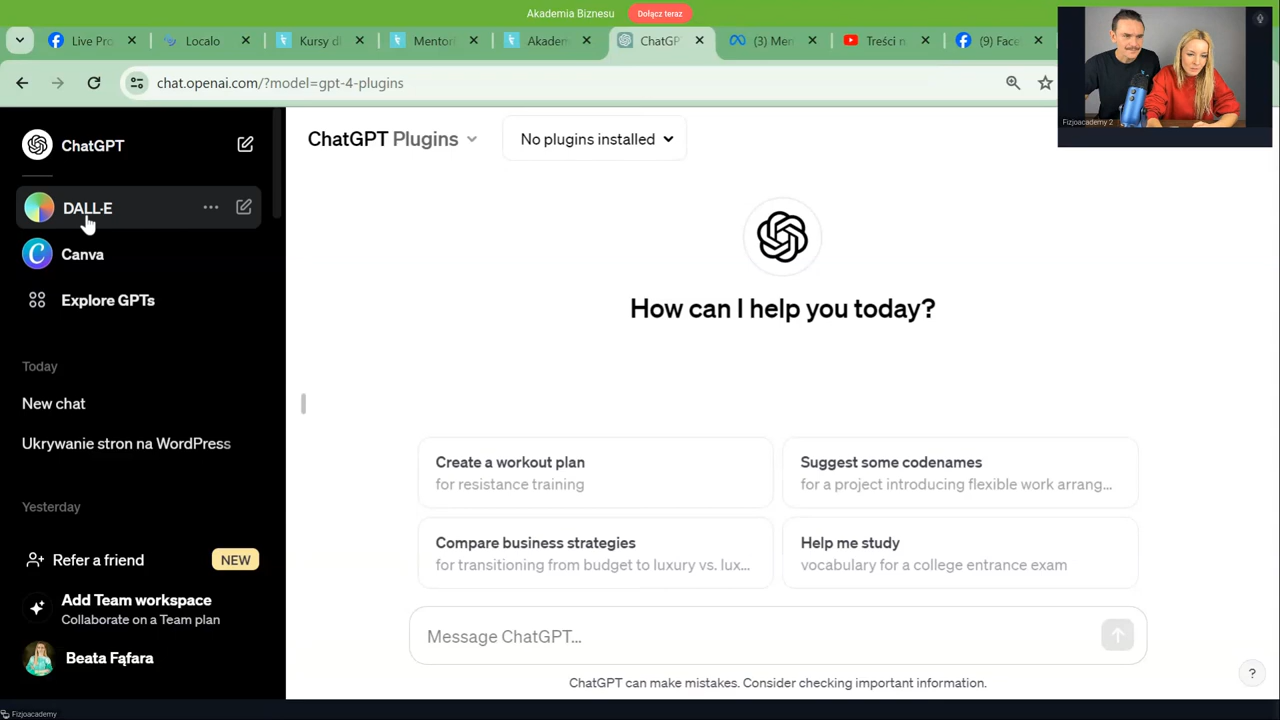 Akademia Biznesu Dołącz teraz
Live Pro
Localo
Kursy d
Mentor
Akadem
ChatGP
(3) Men
Treści n
(9) Face
chat.openai.com/?model=gpt-4-plugins
Fizjoacademy 2
ChatGPT
DALL·E
Canva
Explore GPTs
Today
New chat
Ukrywanie stron na WordPress
Yesterday
Refer a friend NEW
Add Team workspace
Collaborate on a Team plan
Beata Fąfara
ChatGPT Plugins
No plugins installed
How can I help you today?
Create a workout plan
for resistance training
Suggest some codenames
for a project introducing flexible work arrang...
Compare business strategies
for transitioning from budget to luxury vs. lux...
Help me study
vocabulary for a college entrance exam
Message ChatGPT...
ChatGPT can make mistakes. Consider checking important information.
?
Fizjoacademy